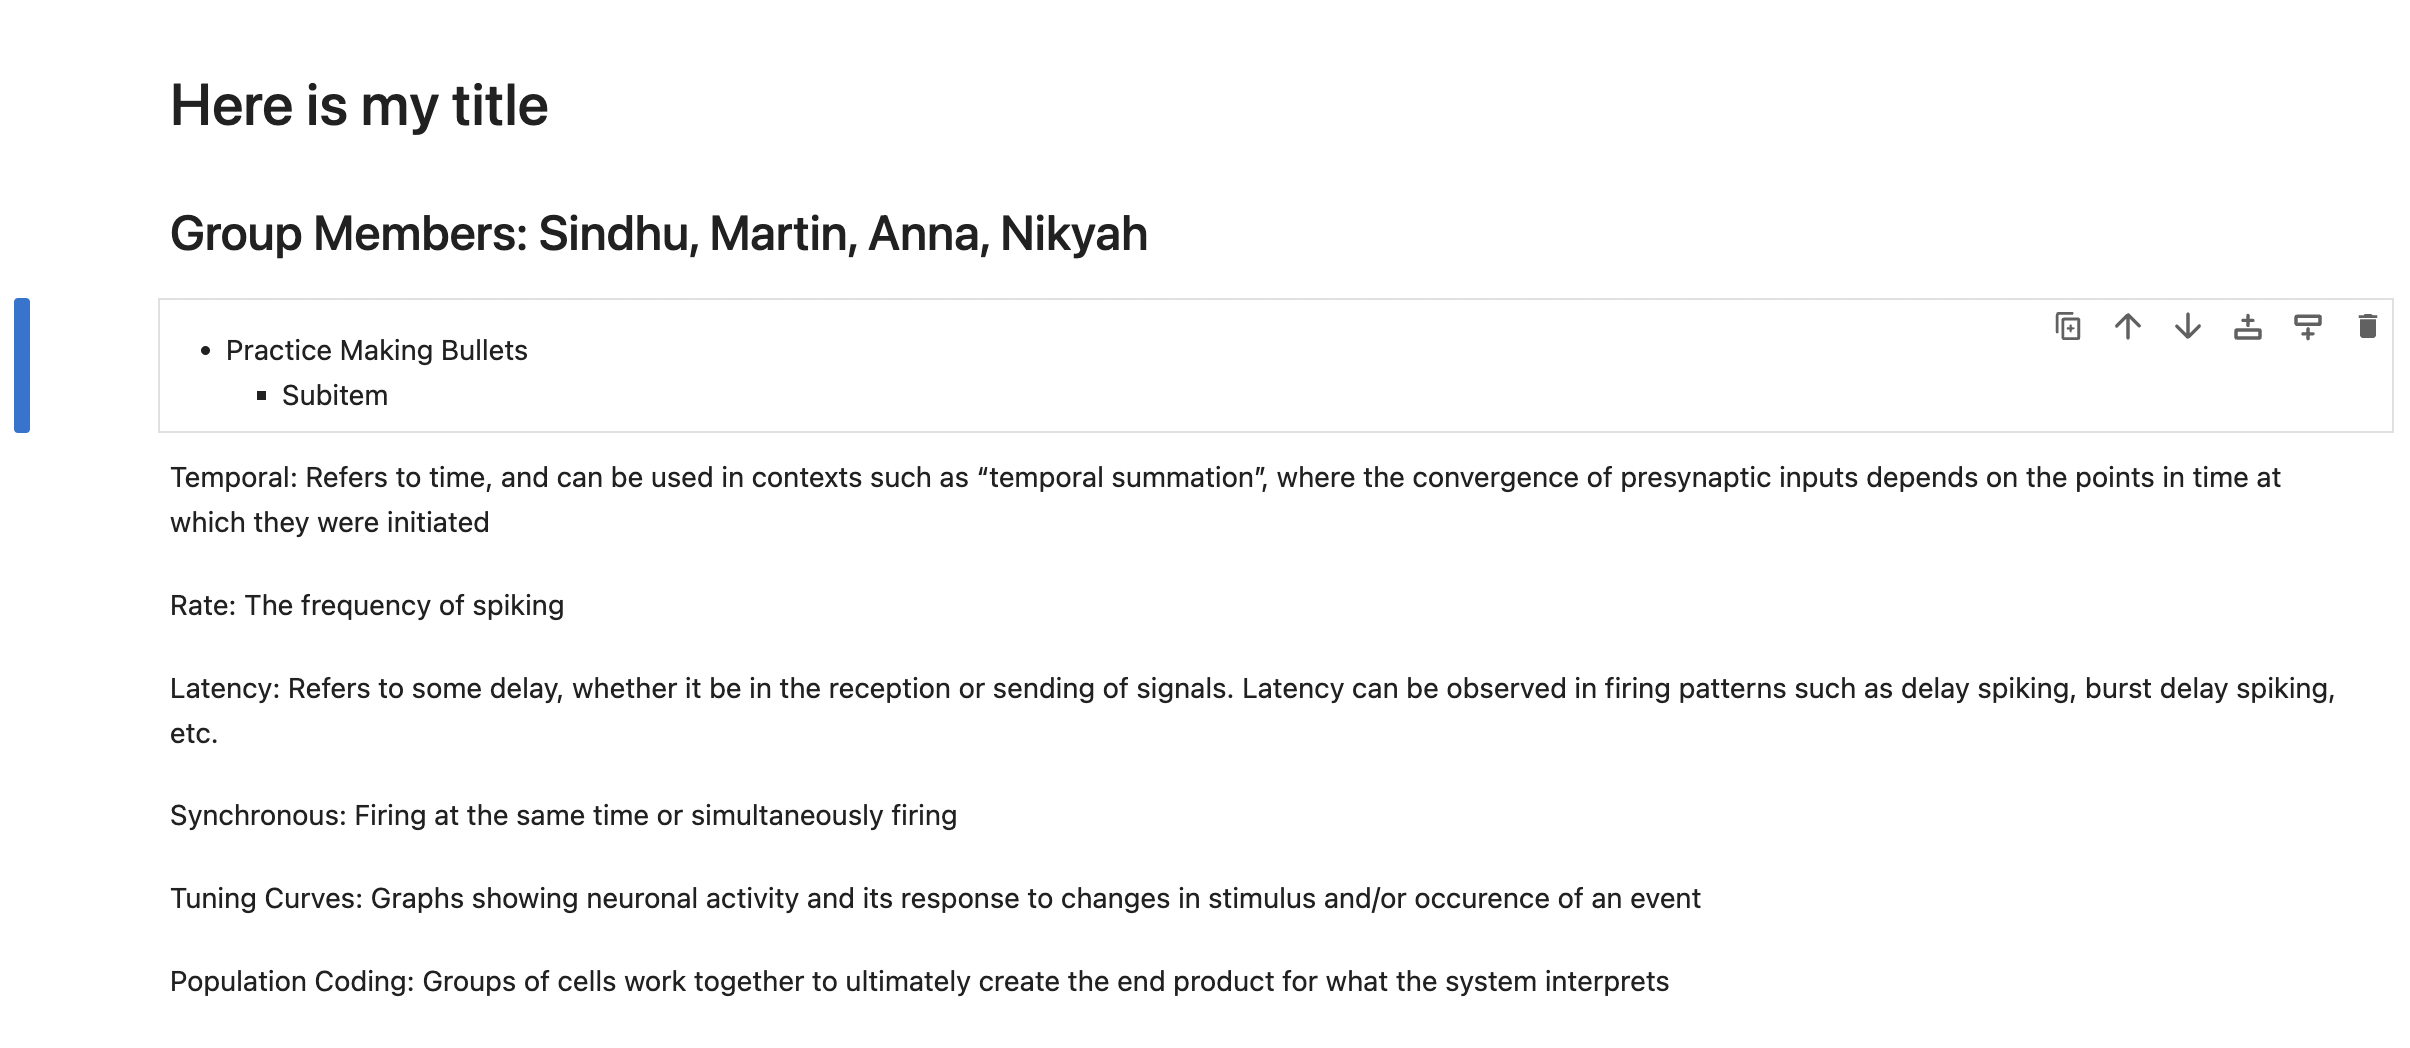 Here is my title
Group Members: Sindhu, Martin, Anna, Nikyah
Practice Making Bullets
Subitem
Temporal: Refers to time, and can be used in contexts such as “temporal summation”, where the convergence of presynaptic inputs depends on the points in time at
which they were initiated
Rate: The frequency of spiking
Latency: Refers to some delay, whether it be in the reception or sending of signals. Latency can be observed in firing patterns such as delay spiking, burst delay spiking,
etc.
Synchronous: Firing at the same time or simultaneously firing
Tuning Curves: Graphs showing neuronal activity and its response to changes in stimulus and/or occurence of an event
Population Coding: Groups of cells work together to ultimately create the end product for what the system interprets